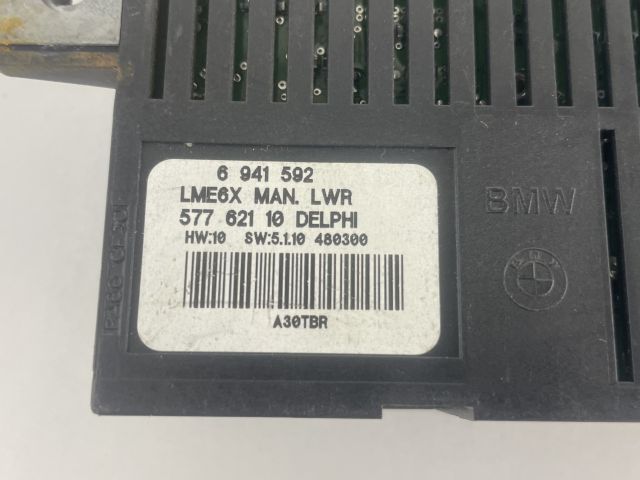 6 941 592
LME6X MAN. LWR
577 621 10 DELPHI
HW:10 SW:5.1.10 480300
A30TBR
BMW